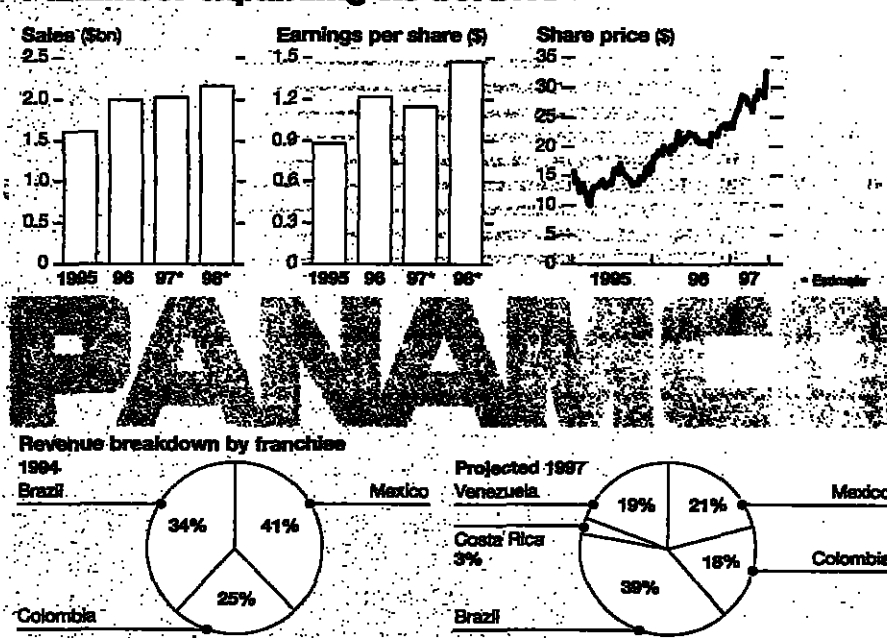 Sales ($bn)
2.5
2.0
1.5
1.0
0.5
0
1995 96 97* 98*
Earnings per share ($)
1.5
1.2
0.9
0.6
0.3
0
1995 96 97* 98*
Share price ($)
35
30
25
20
15
10
5
0
1995 96 97
* Estimate
PANAMCO
Revenue breakdown by franchise
1994
Brazil
34%
Mexico
41%
Colombia
25%
Projected 1997
Venezuela
19%
Mexico
21%
Costa Rica
3%
Colombia
18%
Brazil
39%